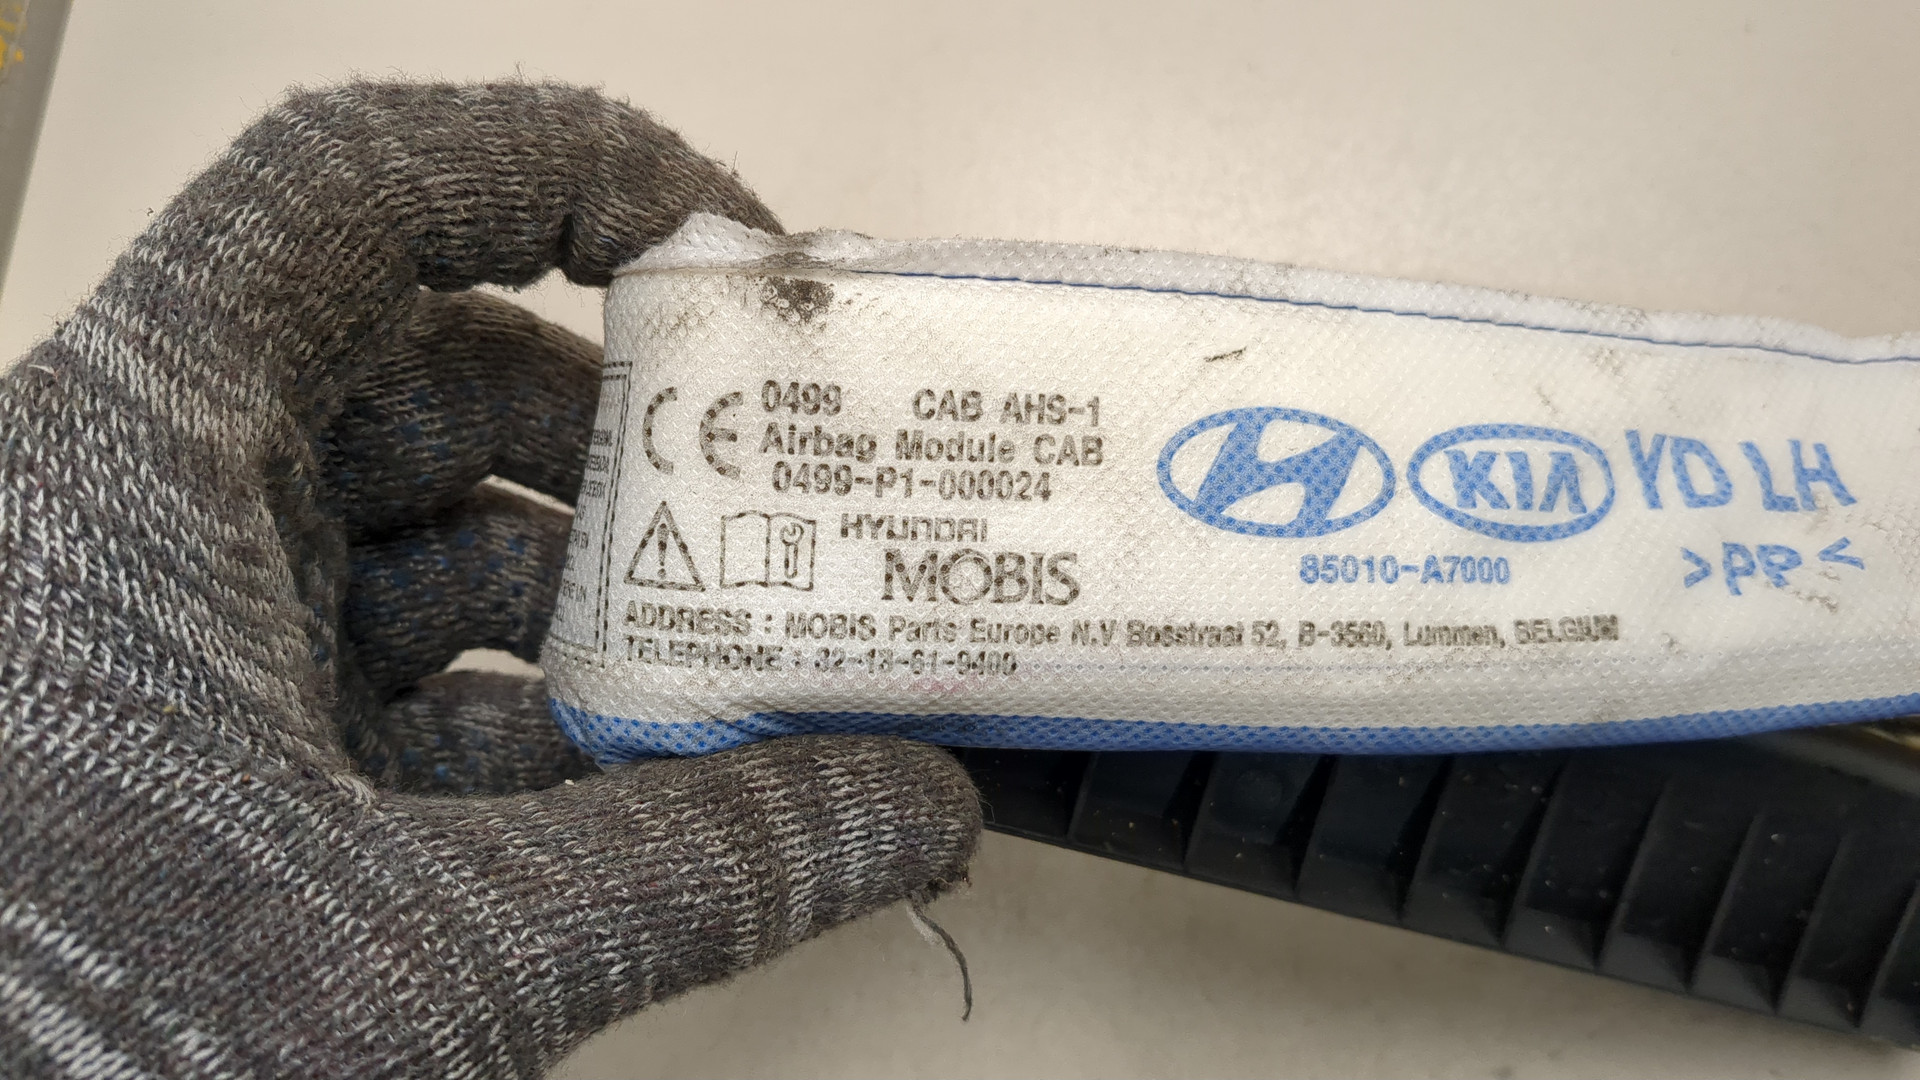 0499 CAB AHS-1
Airbag Module CAB
0499-P1-000024
HYUNDAI
MOBIS
ADDRESS : MOBIS Parts Europe N.V Bosstraat 52, B-3560, Lummen, BELGIUM
TELEPHONE : 32-13-61-9400
KIA YD LH
85010-A7000
>PP<